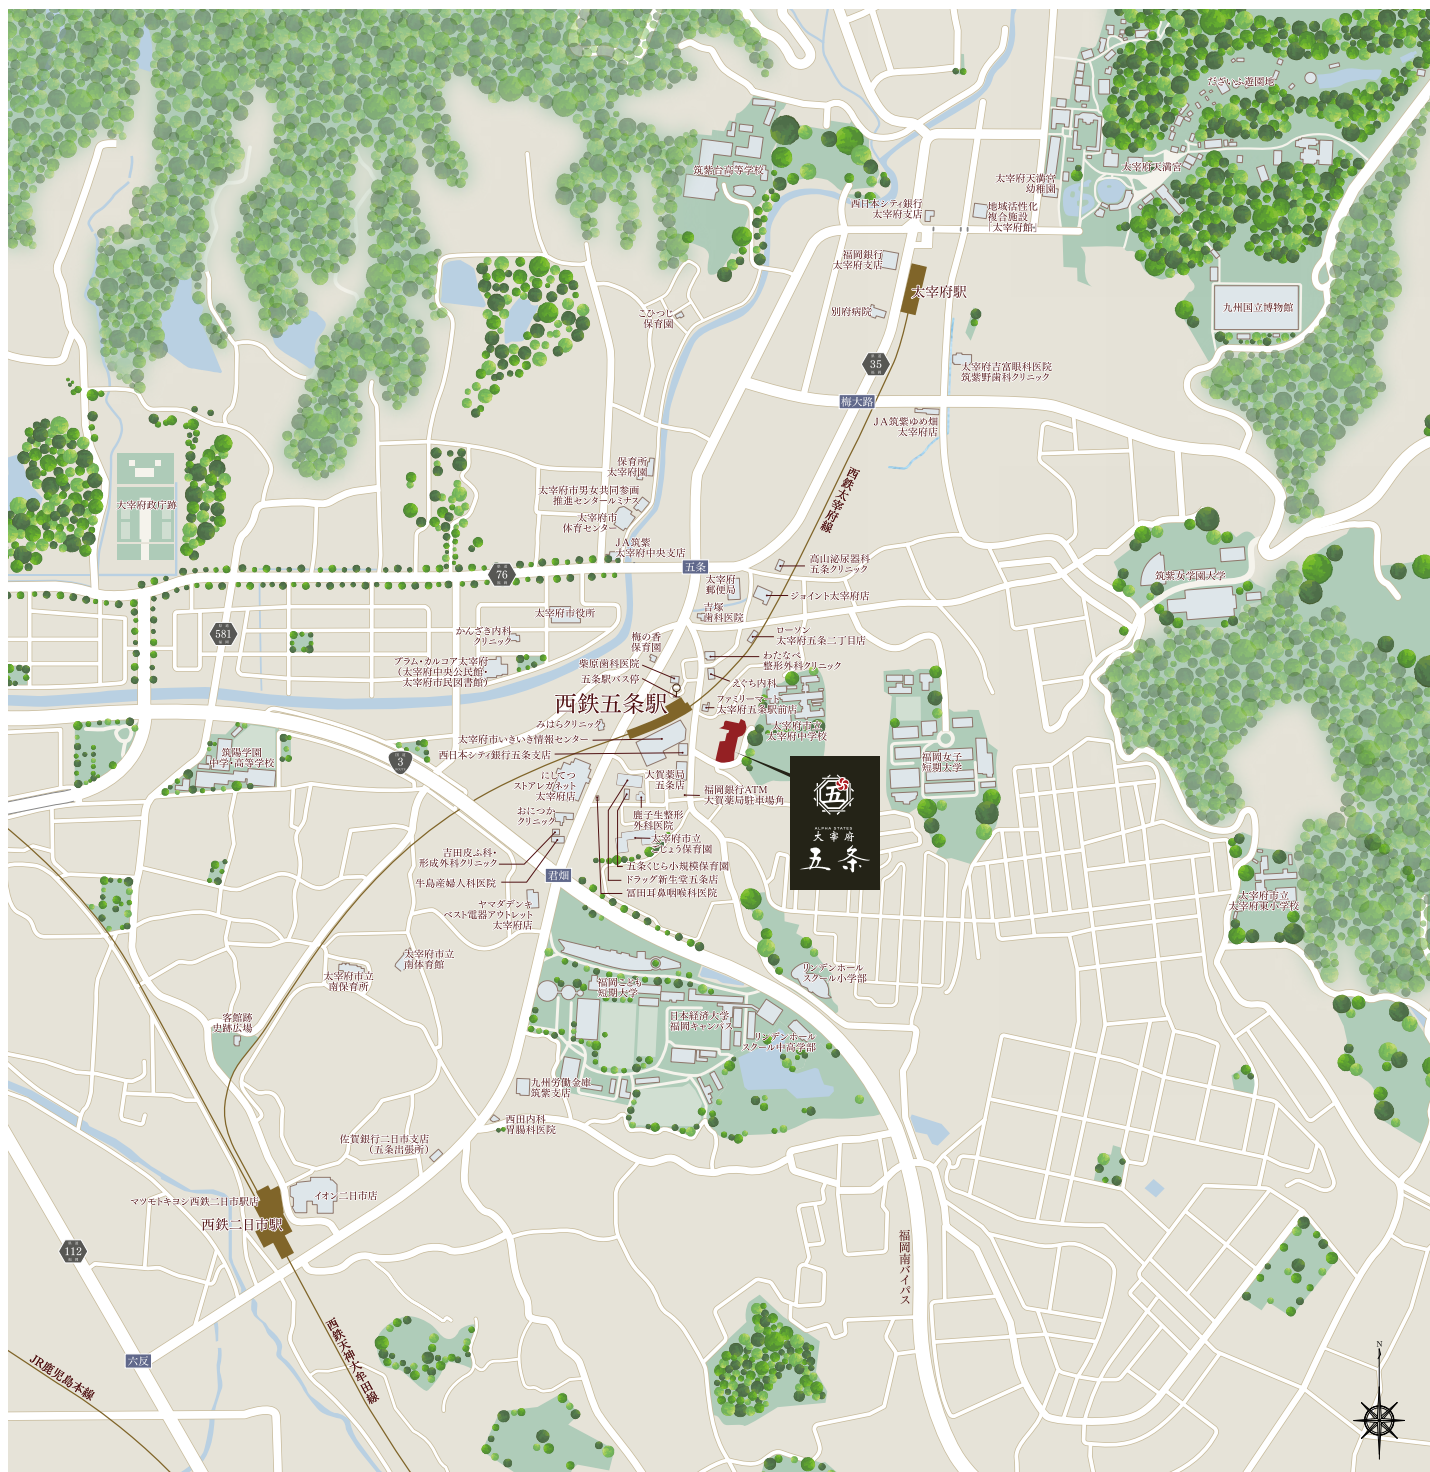 だざいふ遊園地
筑紫台高等学校
太宰府天満宮
太宰府天満宮
幼稚園
西日本シティ銀行
太宰府支店
地域活性化
複合施設
「太宰府館」
福岡銀行
太宰府支店
太宰府駅
こひつじ
保育園
別府病院
九州国立博物館
35
太宰府吉富眼科医院
筑紫野歯科クリニック
梅大路
JA筑紫ゆめ畑
太宰府店
保育所
太宰府園
西鉄太宰府線
太宰府市男女共同参画
推進センタールミナス
太宰府政庁跡
太宰府市
体育センター
JA筑紫
太宰府中央支店
高山泌尿器科
五条クリニック
76
五条
筑紫女学園大学
太宰府
郵便局
ジョイント太宰府店
吉塚
歯科医院
太宰府市役所
581
かんざき内科
クリニック
梅の香
保育園
ローソン
太宰府五条二丁目店
プラム・カルコア太宰府
（太宰府中央公民館・
太宰府市民図書館）
柴原歯科医院
五条駅バス停
わたなべ
整形外科クリニック
えぐち内科
西鉄五条駅
ファミリーマート
太宰府五条駅前店
みはらクリニック
太宰府市立
太宰府中学校
太宰府市いきいき情報センター
西日本シティ銀行五条支店
筑陽学園
中学・高等学校
3
福岡女子
短期大学
にしてつ
ストアレガネット
太宰府店
大賀薬局
五条店
福岡銀行ATM
大賀薬局駐車場角
五
ALPHA STATES
太宰府
五条
おにつか
クリニック
鹿子生整形
外科医院
太宰府市立
ごじょう保育園
吉田皮ふ科・
形成外科クリニック
五条くじら小規模保育園
牛島産婦人科医院
君畑
ドラッグ新生堂五条店
冨田耳鼻咽喉科医院
ヤマダデンキ
ベスト電器アウトレット
太宰府店
太宰府市立
太宰府東小学校
太宰府市立
南体育館
太宰府市立
南保育所
リンデンホール
スクール小学部
福岡こども
短期大学
客館跡
史跡広場
日本経済大学
福岡キャンパス
リンデンホール
スクール中高学部
九州労働金庫
筑紫支店
西田内科
胃腸科医院
佐賀銀行二日市支店
（五条出張所）
イオン二日市店
マツモトキヨシ西鉄二日市駅店
西鉄二日市駅
112
福岡南バイパス
六反
西鉄天神大牟田線
JR鹿児島本線
N